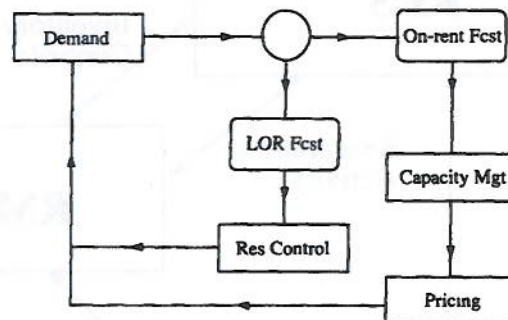 Demand
On-rent Fcst
LOR Fcst
Capacity Mgt
Res Control
Pricing